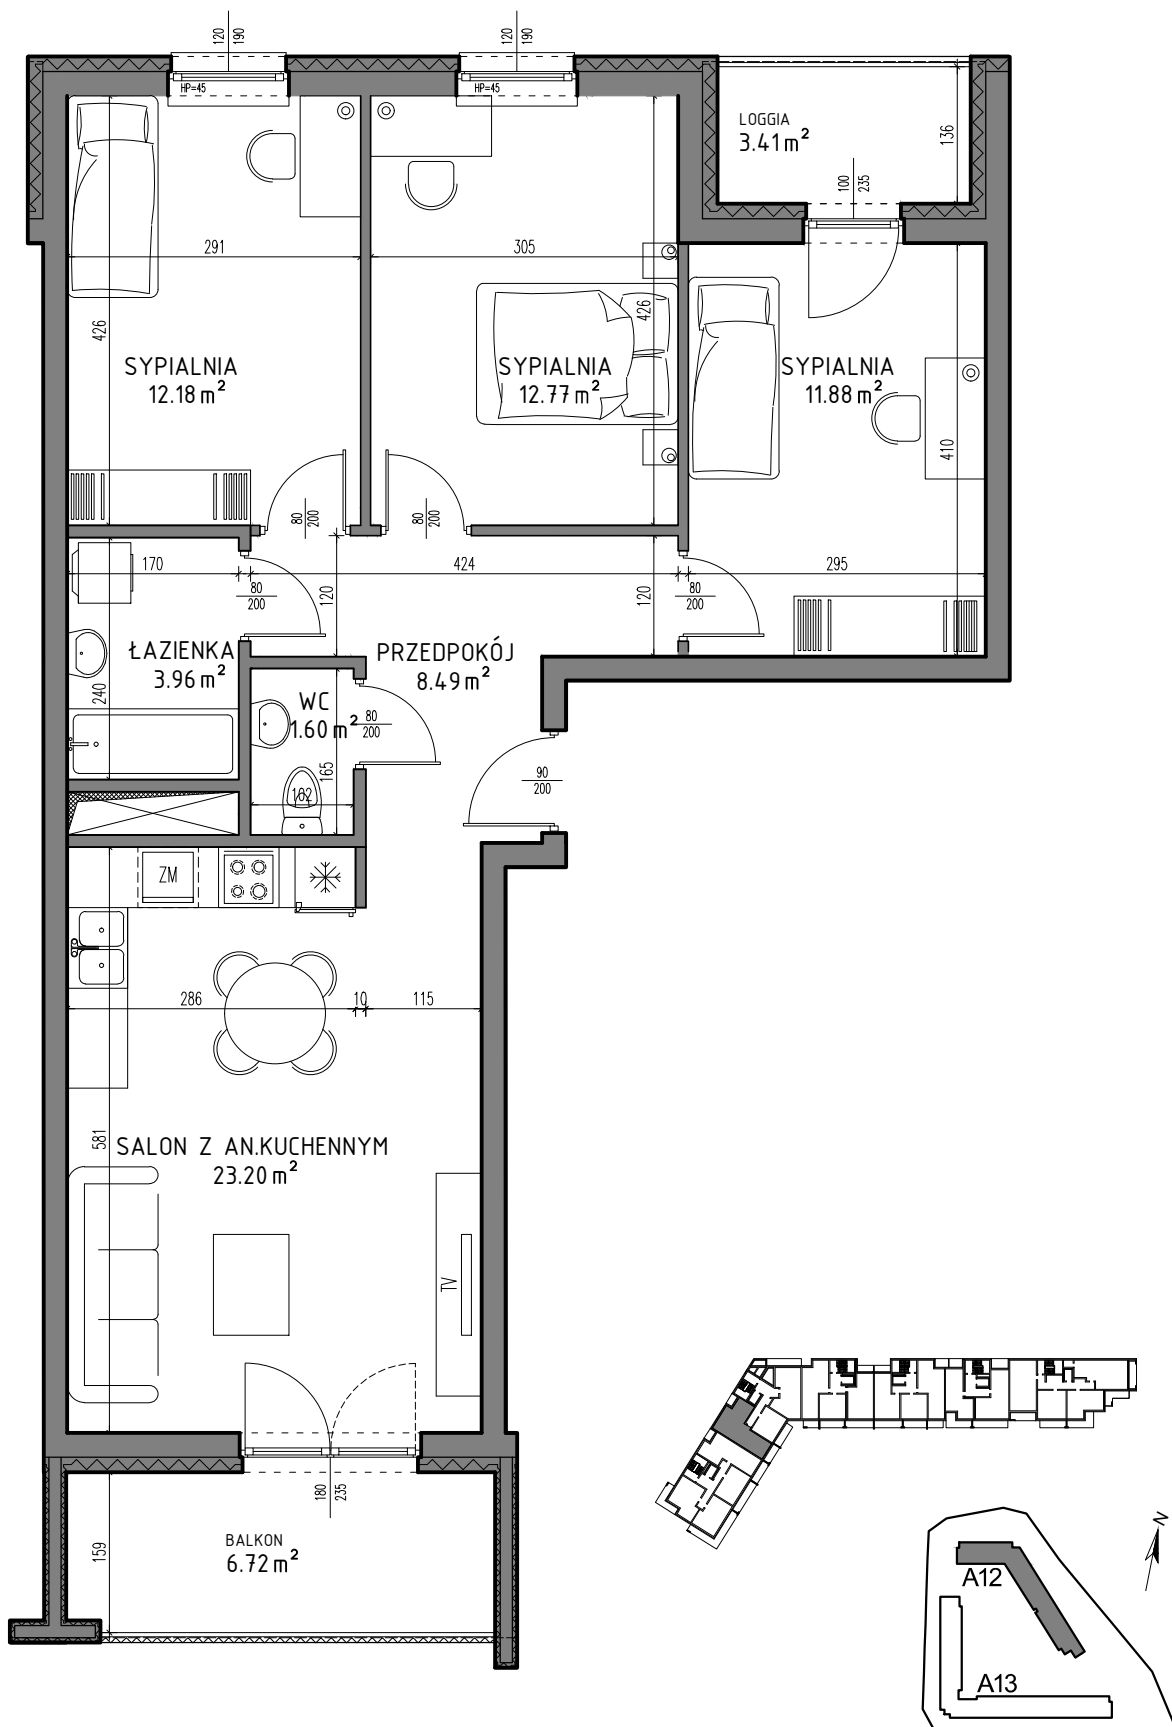 120
190
120
190
HP=45
HP=45
LOGGIA
3.41 m²
136
100
235
291
305
426
426
SYPIALNIA
12.18 m²
SYPIALNIA
12.77 m²
SYPIALNIA
11.88 m²
410
80
200
80
200
170
424
295
80
200
120
120
80
200
ŁAZIENKA
3.96 m²
PRZEDPOKÓJ
8.49 m²
240
WC
1.60 m²
80
200
165
102
90
200
ZM
286
10
115
581
SALON Z AN.KUCHENNYM
23.20 m²
TV
180
235
159
BALKON
6.72 m²
N
A12
A13